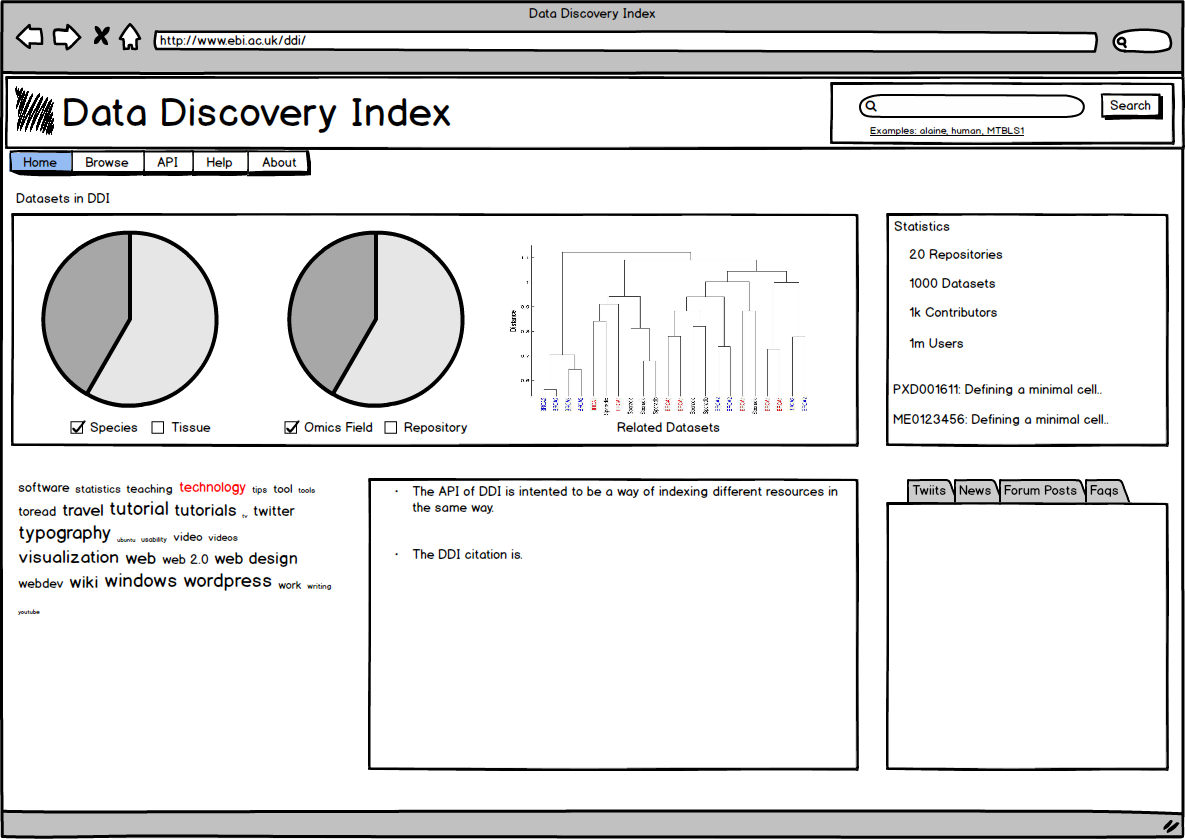 Data Discovery Index
http://www.ebi.ac.uk/ddi/
Data Discovery Index
Search
Examples: alaine, human, MTBLS1
Home Browse API Help About
Datasets in DDI
Species Tissue
Omics Field Repository
Distance
Related Datasets
Statistics
20 Repositories
1000 Datasets
1k Contributors
1m Users
PXD001611: Defining a minimal cell..
ME0123456: Defining a minimal cell..
software statistics teaching technology tips tool tools
toread travel tutorial tutorials tv twitter
typography ubuntu usability video videos
visualization web web 2.0 web design
webdev wiki windows wordpress work writing
youtube
· The API of DDI is intented to be a way of indexing different resources in
the same way.
· The DDI citation is.
Twiits News Forum Posts Faqs